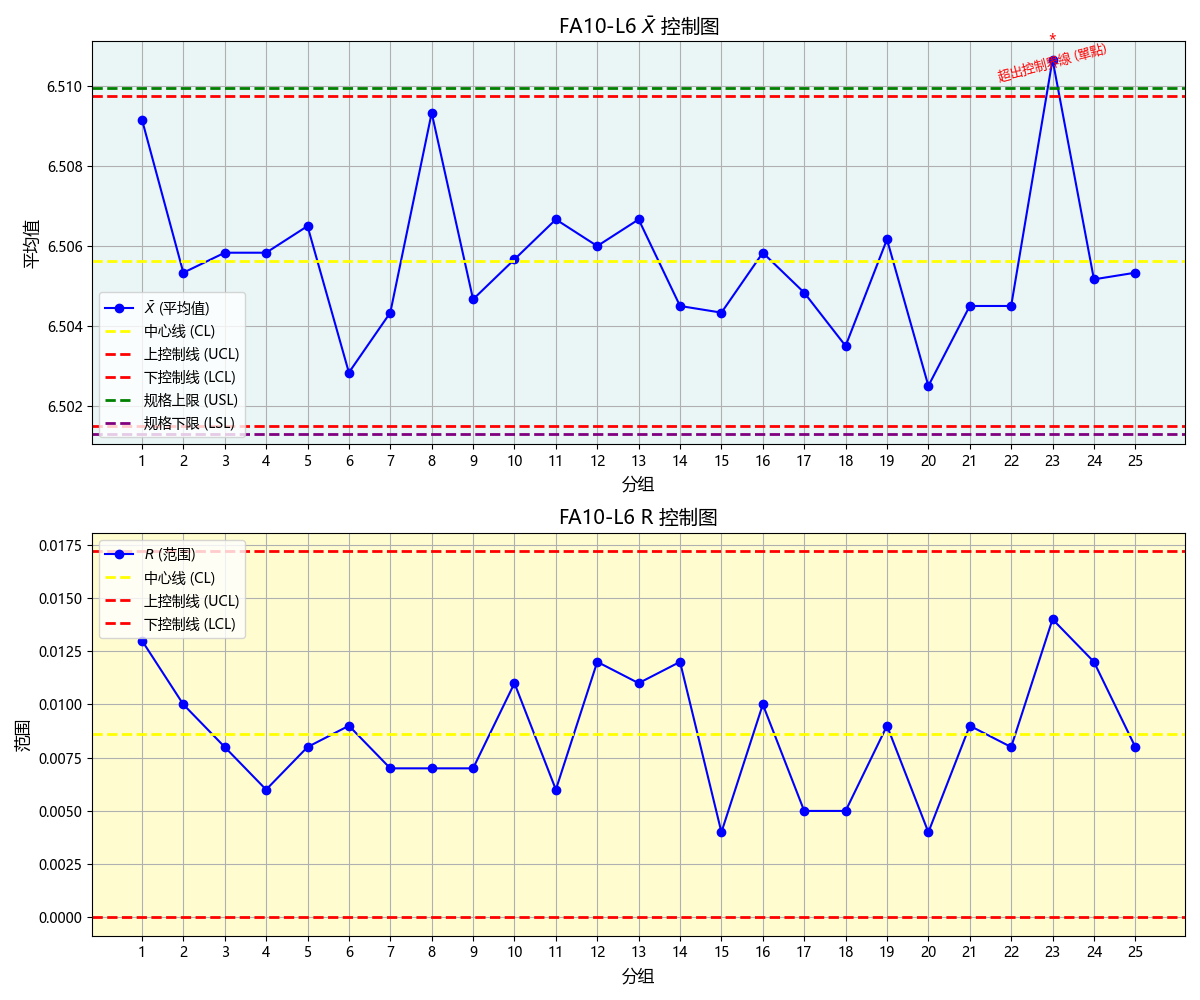 FA10-L6 X̄ 控制图
*
超出控制界線 (單點)
平均值
6.510
6.508
6.506
6.504
6.502
X̄ (平均值)
中心线 (CL)
上控制线 (UCL)
下控制线 (LCL)
规格上限 (USL)
规格下限 (LSL)
1 2 3 4 5 6 7 8 9 10 11 12 13 14 15 16 17 18 19 20 21 22 23 24 25
分组
FA10-L6 R 控制图
范围
0.0175
0.0150
0.0125
0.0100
0.0075
0.0050
0.0025
0.0000
R (范围)
中心线 (CL)
上控制线 (UCL)
下控制线 (LCL)
1 2 3 4 5 6 7 8 9 10 11 12 13 14 15 16 17 18 19 20 21 22 23 24 25
分组